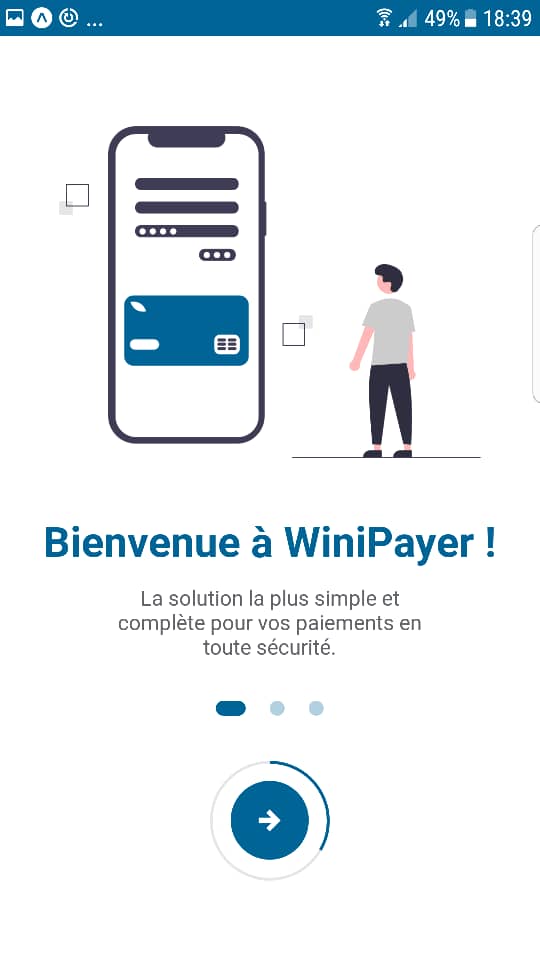 ... 49% 18:39
Bienvenue à WiniPayer !
La solution la plus simple et
complète pour vos paiements en
toute sécurité.